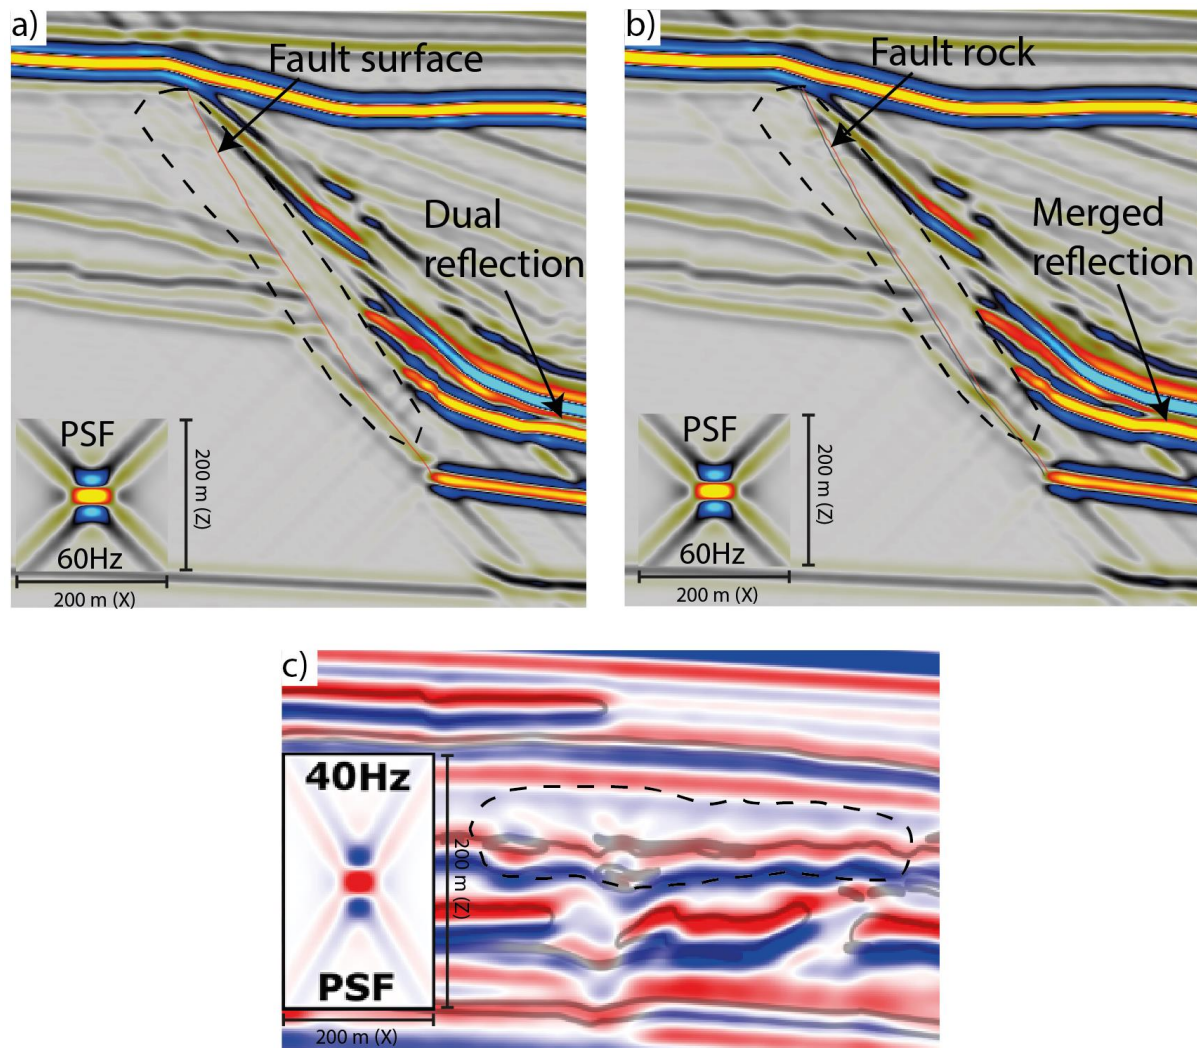 a)
Fault surface
Dual
reflection
PSF
60Hz
200 m (Z)
200 m (X)
b)
Fault rock
Merged
reflection
PSF
60Hz
200 m (Z)
200 m (X)
c)
40Hz
PSF
200 m (Z)
200 m (X)